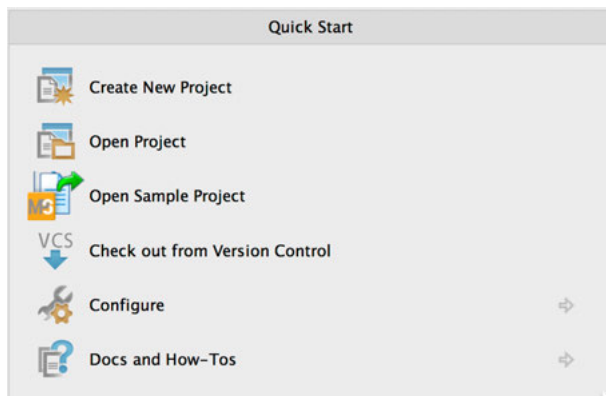 Quick Start
Create New Project
Open Project
M3
Open Sample Project
VCS
Check out from Version Control
Configure
?
Docs and How-Tos